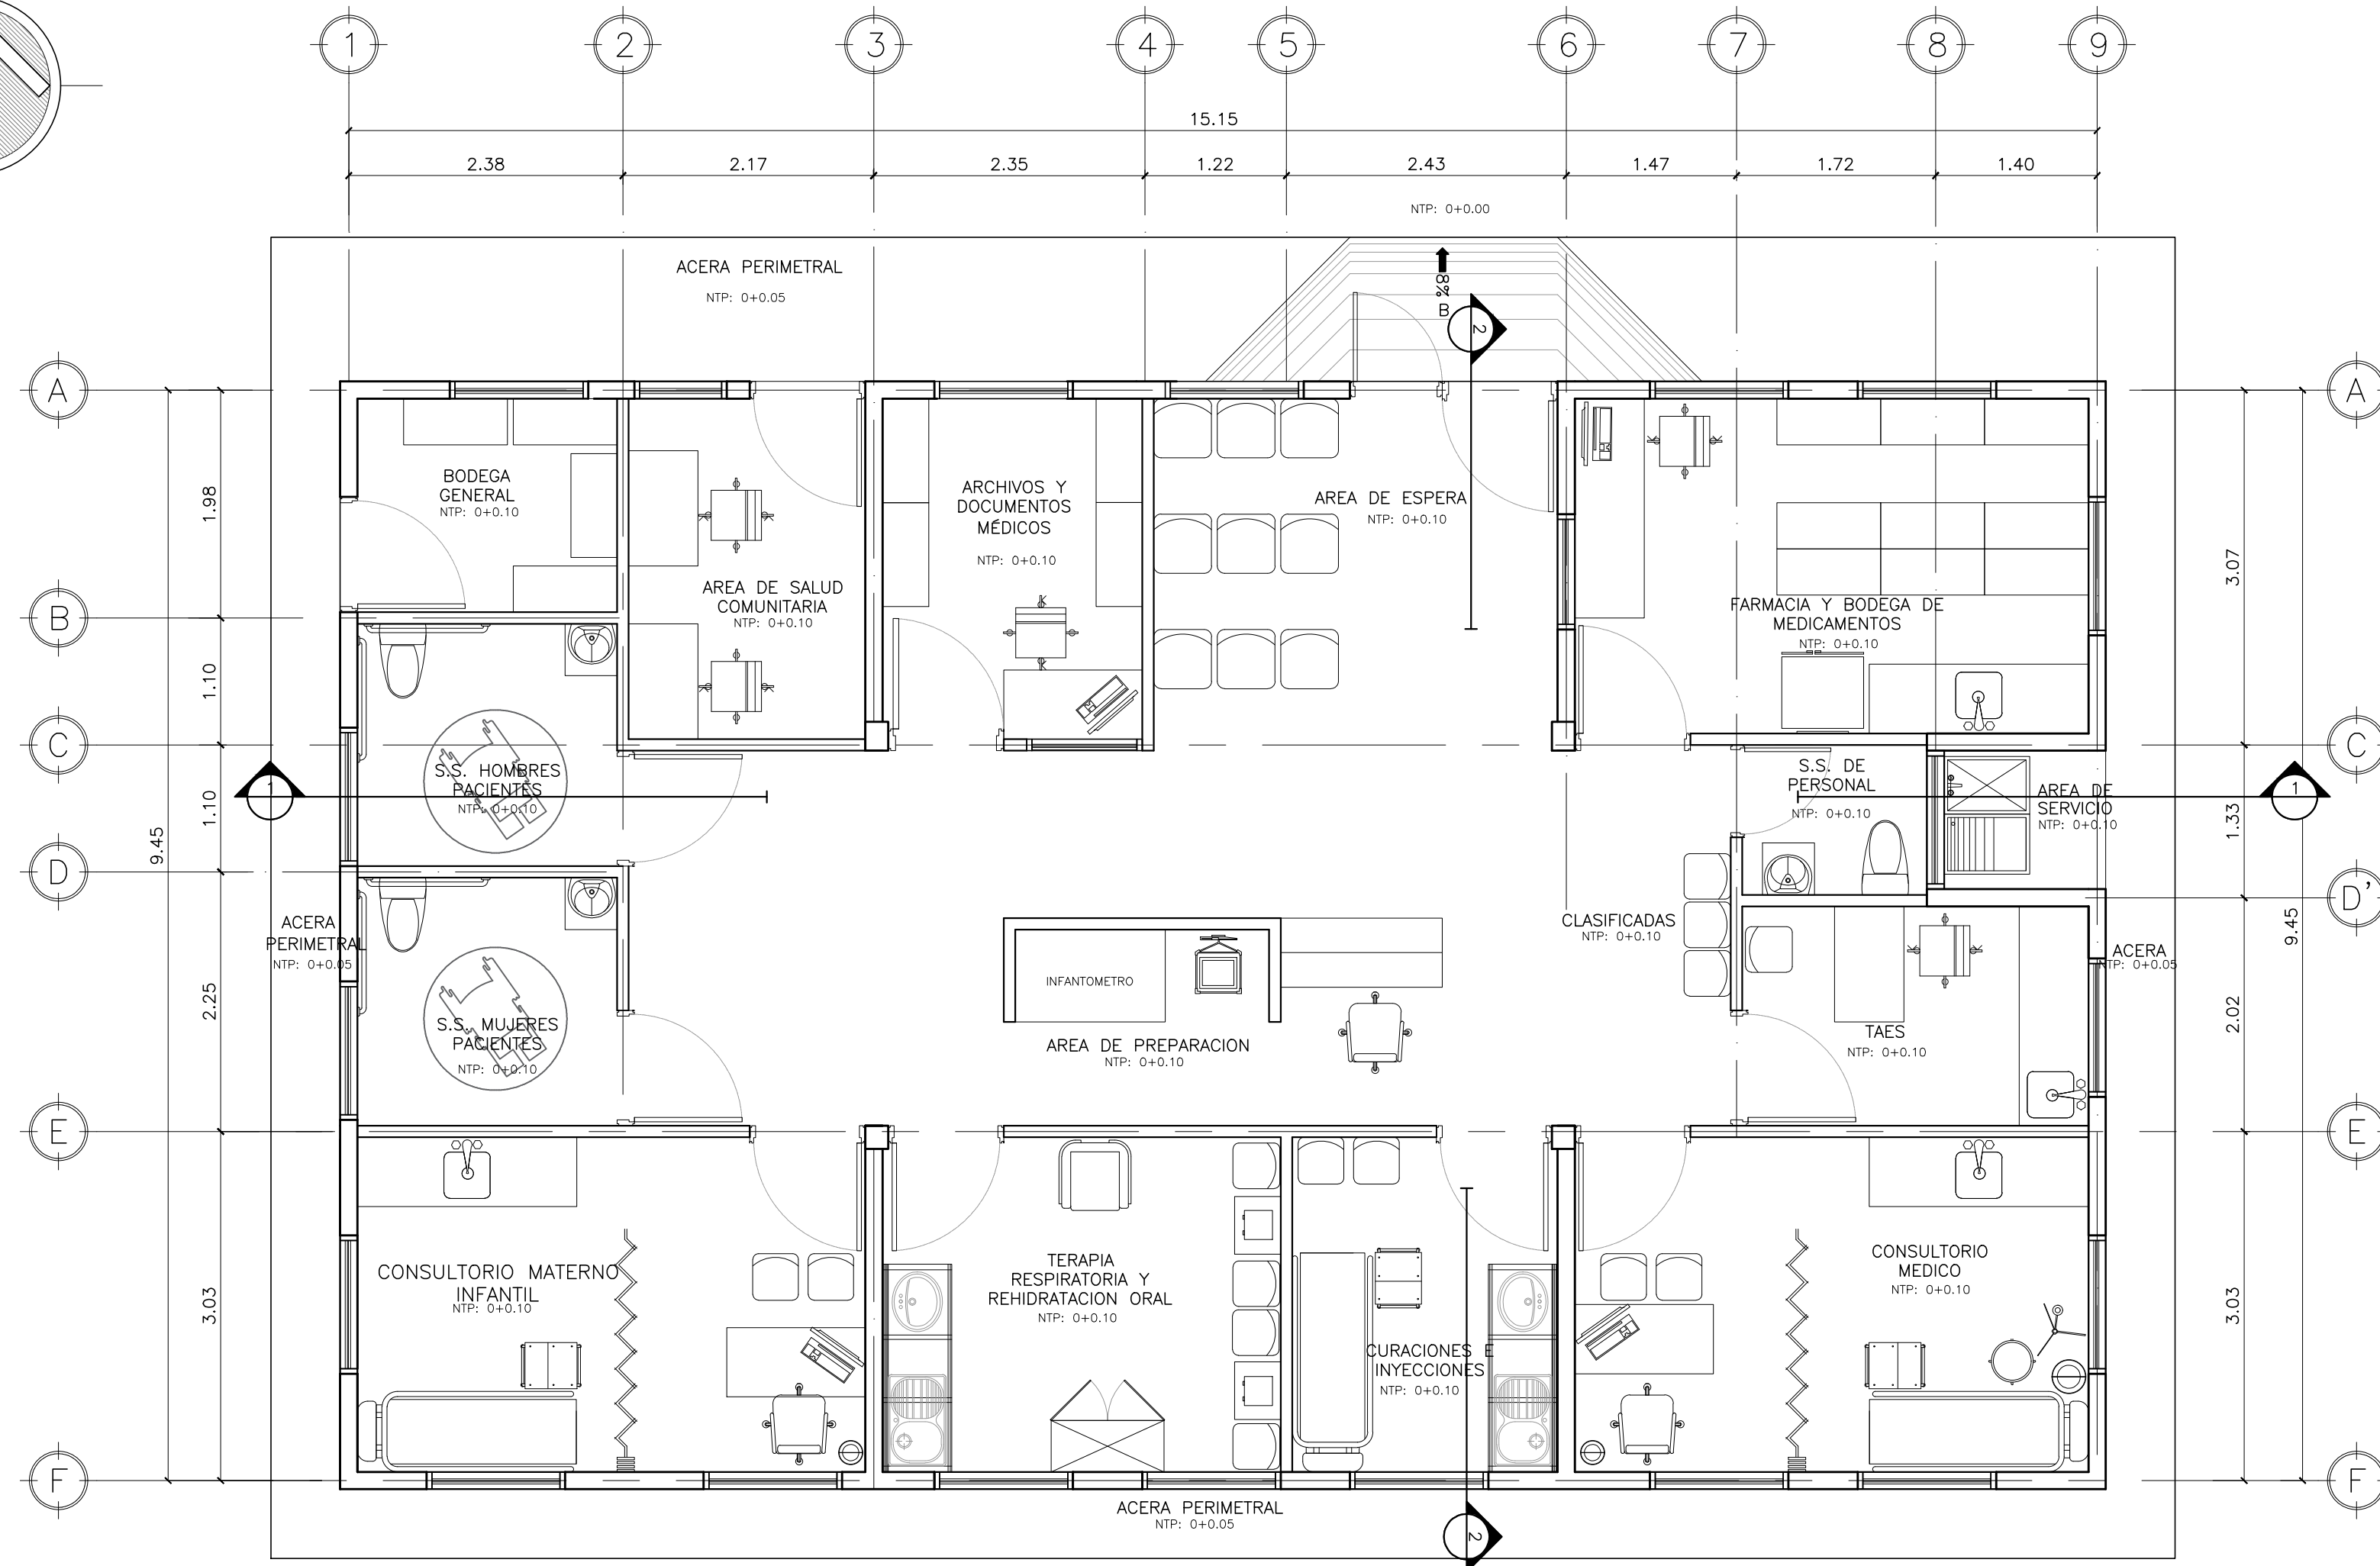 1 2 3 4 5 6 7 8 9
15.15
2.38 2.17 2.35 1.22 2.43 1.47 1.72 1.40
NTP: 0+0.00
ACERA PERIMETRAL
NTP: 0+0.05
8%
B
2
A
A
BODEGA
GENERAL
NTP: 0+0.10
AREA DE SALUD
COMUNITARIA
NTP: 0+0.10
ARCHIVOS Y
DOCUMENTOS
MÉDICOS
NTP: 0+0.10
AREA DE ESPERA
NTP: 0+0.10
FARMACIA Y BODEGA DE
MEDICAMENTOS
NTP: 0+0.10
1.98
3.07
B
1.10
C
C
S.S. HOMBRES
PACIENTES
NTP: 0+0.10
S.S. DE
PERSONAL
NTP: 0+0.10
AREA DE
SERVICIO
NTP: 0+0.10
1
1
1.10
1.33
9.45
9.45
D
D'
ACERA
PERIMETRAL
NTP: 0+0.05
CLASIFICADAS
NTP: 0+0.10
ACERA
NTP: 0+0.05
2.25
2.02
S.S. MUJERES
PACIENTES
NTP: 0+0.10
INFANTOMETRO
AREA DE PREPARACION
NTP: 0+0.10
TAES
NTP: 0+0.10
E
E
CONSULTORIO MATERNO
INFANTIL
NTP: 0+0.10
TERAPIA
RESPIRATORIA Y
REHIDRATACION ORAL
NTP: 0+0.10
CURACIONES E
INYECCIONES
NTP: 0+0.10
CONSULTORIO
MEDICO
NTP: 0+0.10
3.03
3.03
F
F
ACERA PERIMETRAL
NTP: 0+0.05
2